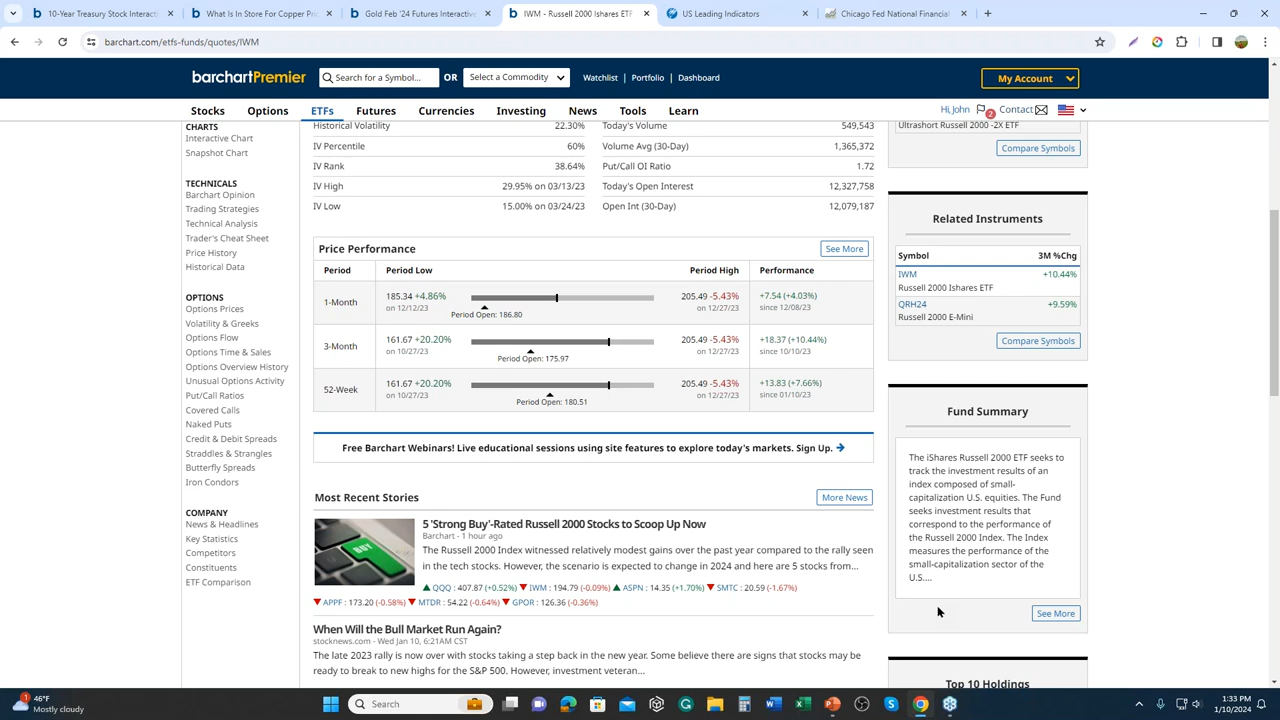 10-Year Treasury Stock Interacti
What Is In Store For Copper Pric
Gold Feb '24 Futures Interactive
IWM - Russell 2000 Ishares ETF
US Leading Indicators
Chicago Fed National Financial
barchart.com/etfs-funds/quotes/IWM
barchartPremier
Search for a Symbol...
OR
Select a Commodity
Watchlist
Portfolio
Dashboard
My Account
Stocks
Options
ETFs
Futures
Currencies
Investing
News
Tools
Learn
Hi, John
2
Contact
CHARTS
Interactive Chart
Snapshot Chart
TECHNICALS
Barchart Opinion
Trading Strategies
Technical Analysis
Trader's Cheat Sheet
Price History
Historical Data
OPTIONS
Options Prices
Volatility & Greeks
Options Flow
Options Time & Sales
Options Overview History
Unusual Options Activity
Put/Call Ratios
Covered Calls
Naked Puts
Credit & Debit Spreads
Straddles & Strangles
Butterfly Spreads
Iron Condors
COMPANY
News & Headlines
Key Statistics
Competitors
Constituents
ETF Comparison
Historical Volatility 22.30% Today's Volume 549,543
IV Percentile 60% Volume Avg (30-Day) 1,365,372
IV Rank 38.64% Put/Call OI Ratio 1.72
IV High 29.95% on 03/13/23 Today's Open Interest 12,327,758
IV Low 15.00% on 03/24/23 Open Int (30-Day) 12,079,187
Price Performance
See More
Period Period Low Period High Performance
1-Month
185.34 +4.86%
on 12/12/23
Period Open: 186.80
205.49 -5.43%
on 12/27/23
+7.54 (+4.03%)
since 12/08/23
3-Month
161.67 +20.20%
on 10/27/23
Period Open: 175.97
205.49 -5.43%
on 12/27/23
+18.37 (+10.44%)
since 10/10/23
52-Week
161.67 +20.20%
on 10/27/23
Period Open: 180.51
205.49 -5.43%
on 12/27/23
+13.83 (+7.66%)
since 01/10/23
Free Barchart Webinars! Live educational sessions using site features to explore today's markets. Sign Up.
Most Recent Stories
More News
5 'Strong Buy'-Rated Russell 2000 Stocks to Scoop Up Now
Barchart - 1 hour ago
The Russell 2000 Index witnessed relatively modest gains over the past year compared to the rally seen
in the tech stocks. However, the scenario is expected to change in 2024 and here are 5 stocks from...
BUY
QQQ : 407.87 (+0.52%) IWM : 194.79 (-0.09%) ASPN : 14.35 (+1.70%) SMTC : 20.59 (-1.67%)
APPF : 173.20 (-0.58%) MTDR : 54.22 (-0.64%) GPOR : 126.36 (-0.36%)
When Will the Bull Market Run Again?
stocknews.com - Wed Jan 10, 6:21AM CST
The late 2023 rally is now over with stocks taking a step back in the new year. Some believe there are signs that stocks may be
ready to break to new highs for the S&P 500. However, investment veteran...
Ultrashort Russell 2000 -2X ETF
Compare Symbols
Related Instruments
Symbol 3M %Chg
IWM +10.44%
Russell 2000 Ishares ETF
QRH24 +9.59%
Russell 2000 E-Mini
Compare Symbols
Fund Summary
The iShares Russell 2000 ETF seeks to
track the investment results of an
index composed of small-
capitalization U.S. equities. The Fund
seeks investment results that
correspond to the performance of
the Russell 2000 Index. The Index
measures the performance of the
small-capitalization sector of the
U.S....
See More
Top 10 Holdings
1
46°F
Mostly cloudy
Search
1:33 PM
1/10/2024